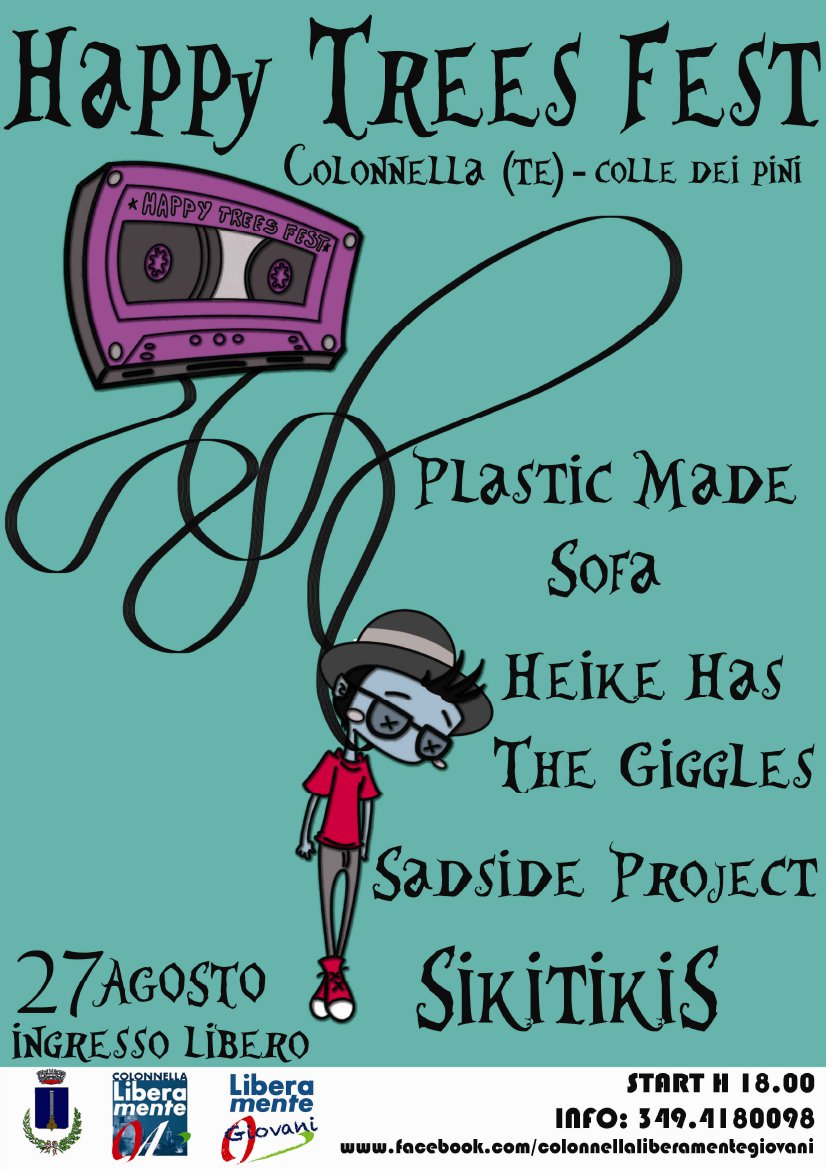 Happy Trees Fest
Colonnella (TE) - colle dei pini
* HAPPY TREES FEST *
Plastic Made
Sofa
Heike Has
The Giggles
Sadside Project
SikitikiS
27 Agosto
ingresso libero
COLONNELLA
Libera
mente
Libera
mente
Giovani
START H 18.00
INFO: 349.4180098
www.facebook.com/colonnellaliberamentegiovani